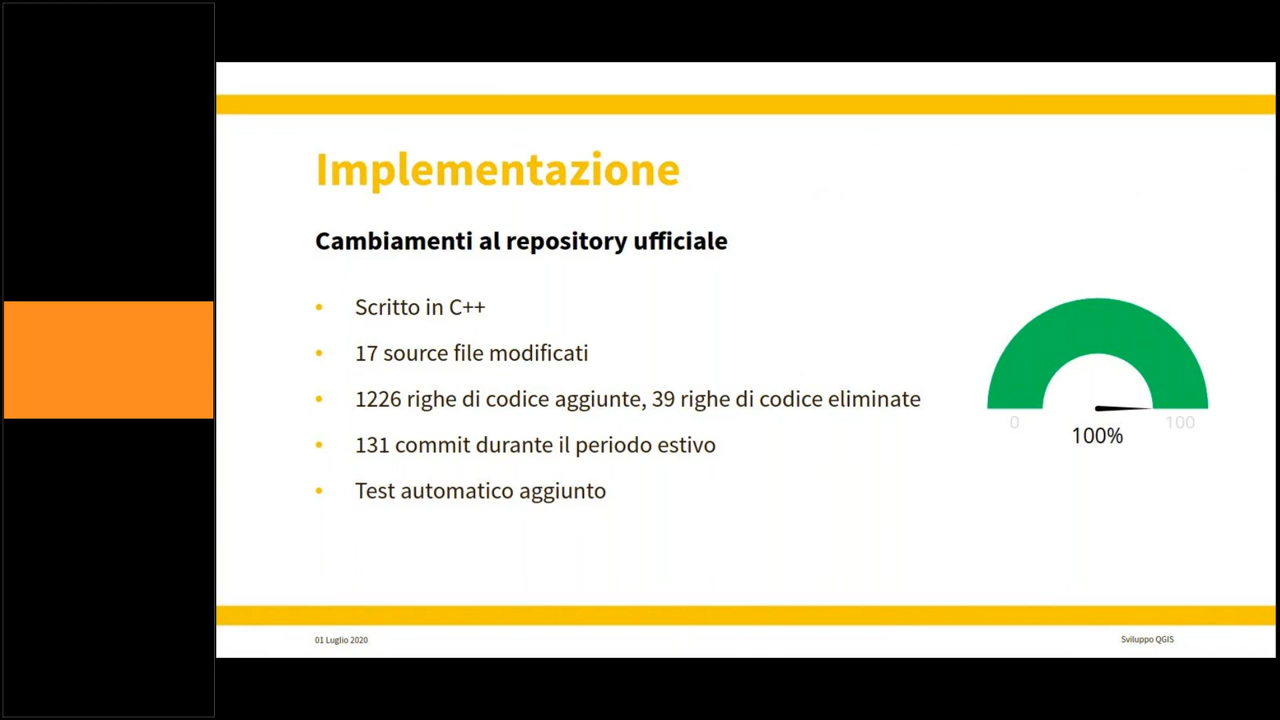 Implementazione
Cambiamenti al repository ufficiale
• Scritto in C++
• 17 source file modificati
• 1226 righe di codice aggiunte, 39 righe di codice eliminate
• 131 commit durante il periodo estivo
• Test automatico aggiunto
0 100
100%
01 Luglio 2020
Sviluppo QGIS